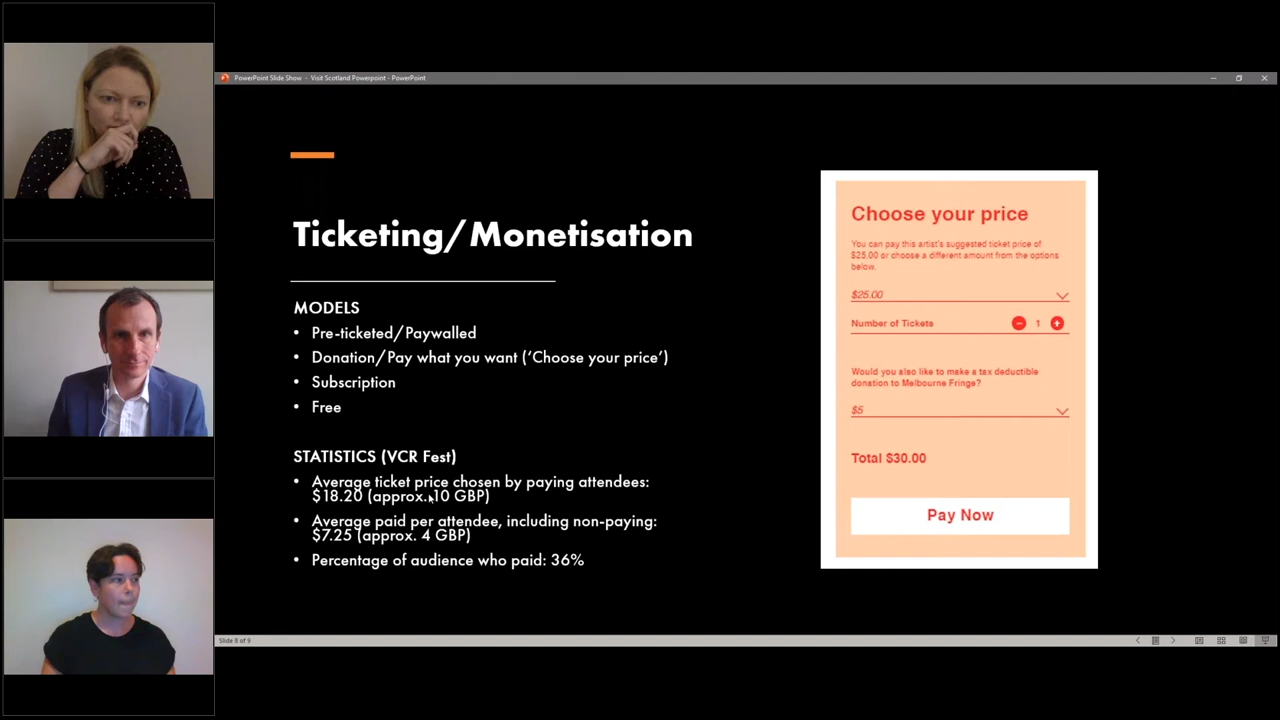 PowerPoint Slide Show - Visit Scotland Powerpoint - PowerPoint
Ticketing/Monetisation
MODELS
• Pre-ticketed/Paywalled
• Donation/Pay what you want ('Choose your price')
• Subscription
• Free
STATISTICS (VCR Fest)
• Average ticket price chosen by paying attendees:
$18.20 (approx. 10 GBP)
• Average paid per attendee, including non-paying:
$7.25 (approx. 4 GBP)
• Percentage of audience who paid: 36%
Choose your price
You can pay this artist's suggested ticket price of
$25.00 or choose a different amount from the options
below.
$25.00
Number of Tickets 1
Would you also like to make a tax deductible
donation to Melbourne Fringe?
$5
Total $30.00
Pay Now
Slide 8 of 9